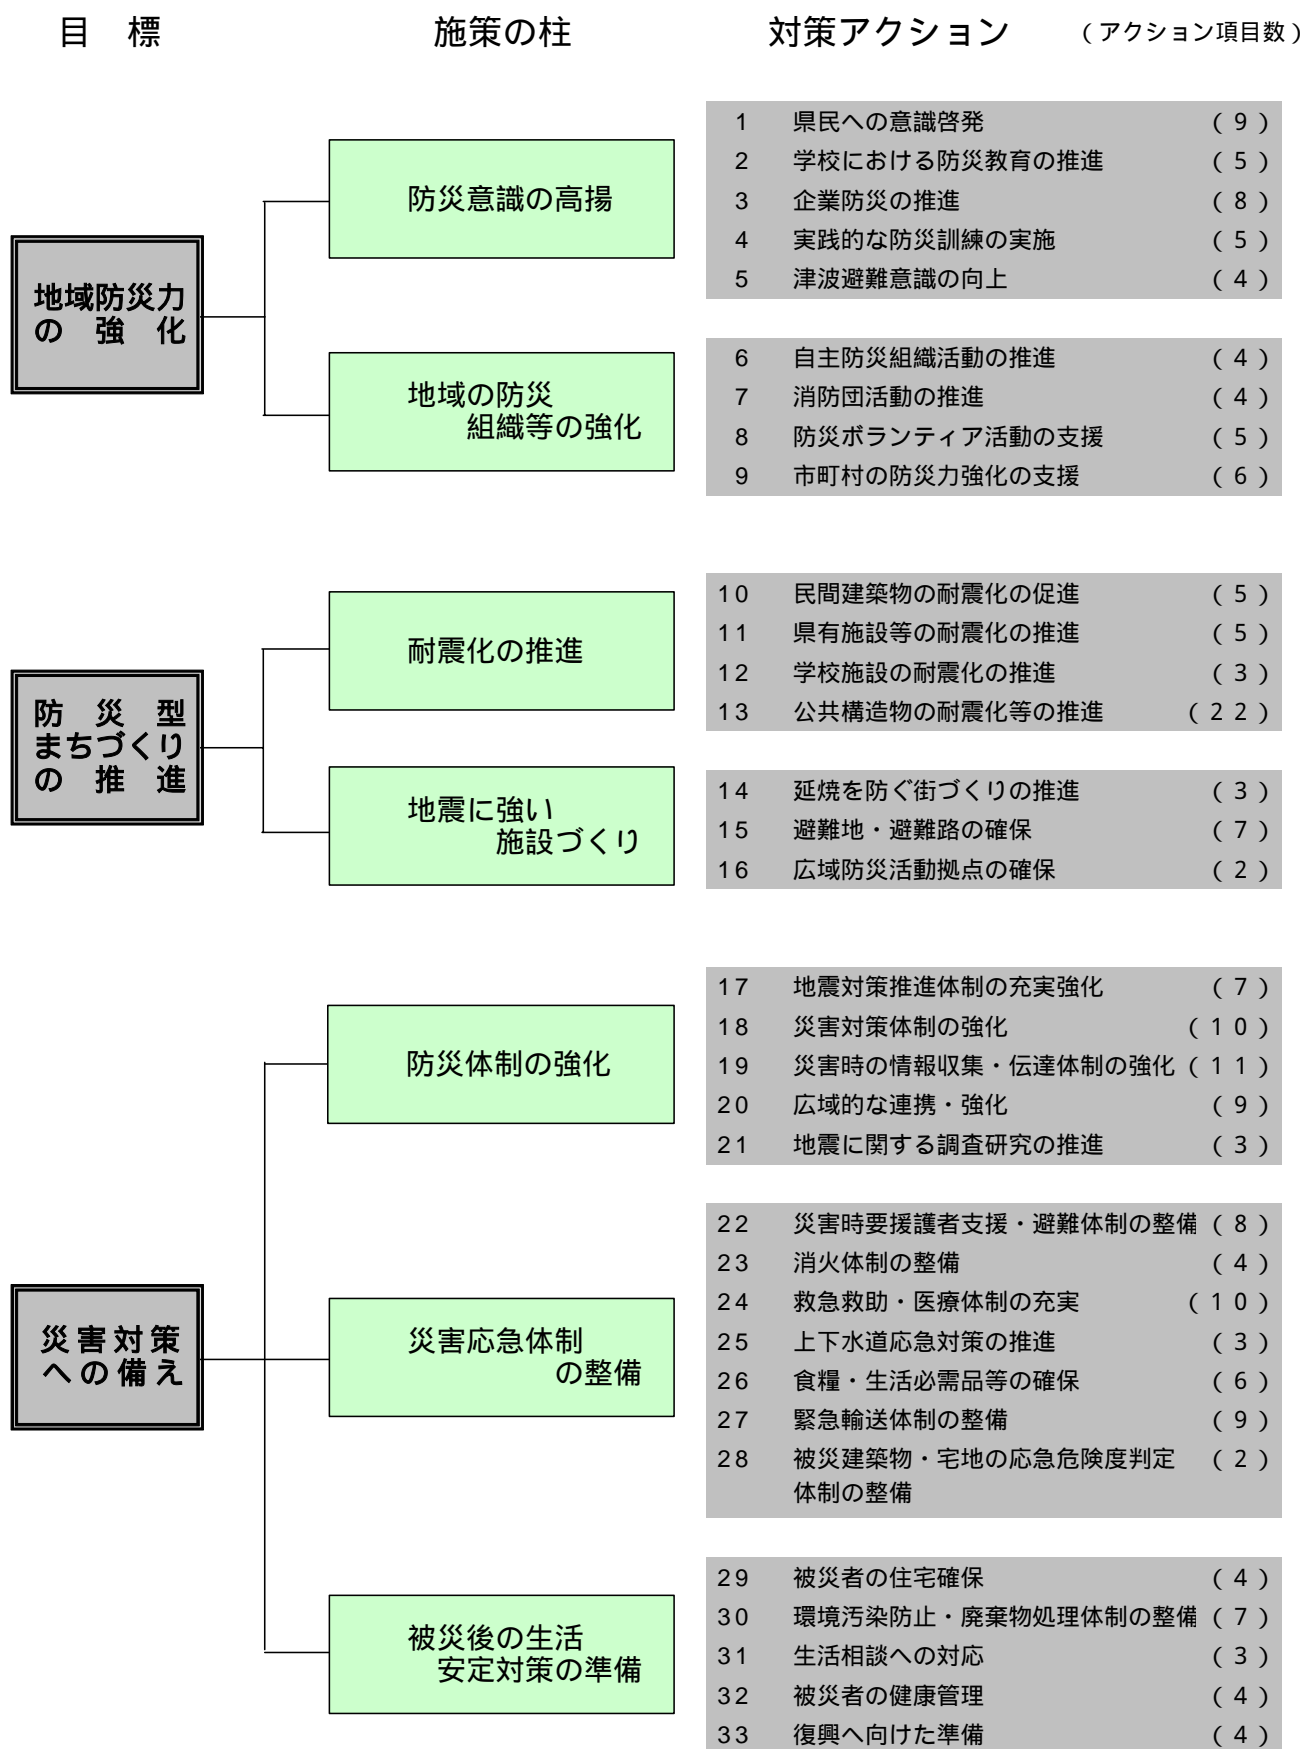 目　標　施策の柱　対策アクション　（アクション項目数）
地域防災力
の　強　化
防災意識の高揚
1　県民への意識啓発　（９）
2　学校における防災教育の推進　（５）
3　企業防災の推進　（８）
4　実践的な防災訓練の実施　（５）
5　津波避難意識の向上　（４）
地域の防災
組織等の強化
6　自主防災組織活動の推進　（４）
7　消防団活動の推進　（４）
8　防災ボランティア活動の支援　（５）
9　市町村の防災力強化の支援　（６）
防　災　型
まちづくり
の　推　進
耐震化の推進
10　民間建築物の耐震化の促進　（５）
11　県有施設等の耐震化の推進　（５）
12　学校施設の耐震化の推進　（３）
13　公共構造物の耐震化等の推進　（２２）
地震に強い
施設づくり
14　延焼を防ぐ街づくりの推進　（３）
15　避難地・避難路の確保　（７）
16　広域防災活動拠点の確保　（２）
災害対策
への備え
防災体制の強化
17　地震対策推進体制の充実強化　（７）
18　災害対策体制の強化　（１０）
19　災害時の情報収集・伝達体制の強化（１１）
20　広域的な連携・強化　（９）
21　地震に関する調査研究の推進　（３）
災害応急体制
の整備
22　災害時要援護者支援・避難体制の整備（８）
23　消火体制の整備　（４）
24　救急救助・医療体制の充実　（１０）
25　上下水道応急対策の推進　（３）
26　食糧・生活必需品等の確保　（６）
27　緊急輸送体制の整備　（９）
28　被災建築物・宅地の応急危険度判定　（２）
体制の整備
被災後の生活
安定対策の準備
29　被災者の住宅確保　（４）
30　環境汚染防止・廃棄物処理体制の整備（７）
31　生活相談への対応　（３）
32　被災者の健康管理　（４）
33　復興へ向けた準備　（４）